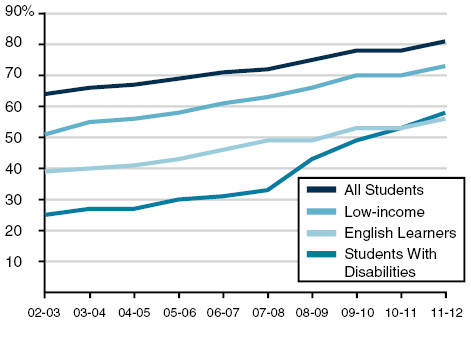 90%
80
70
60
50
40
30
20
10
All Students
Low-income
English Learners
Students With
Disabilities
02-03 03-04 04-05 05-06 06-07 07-08 08-09 09-10 10-11 11-12